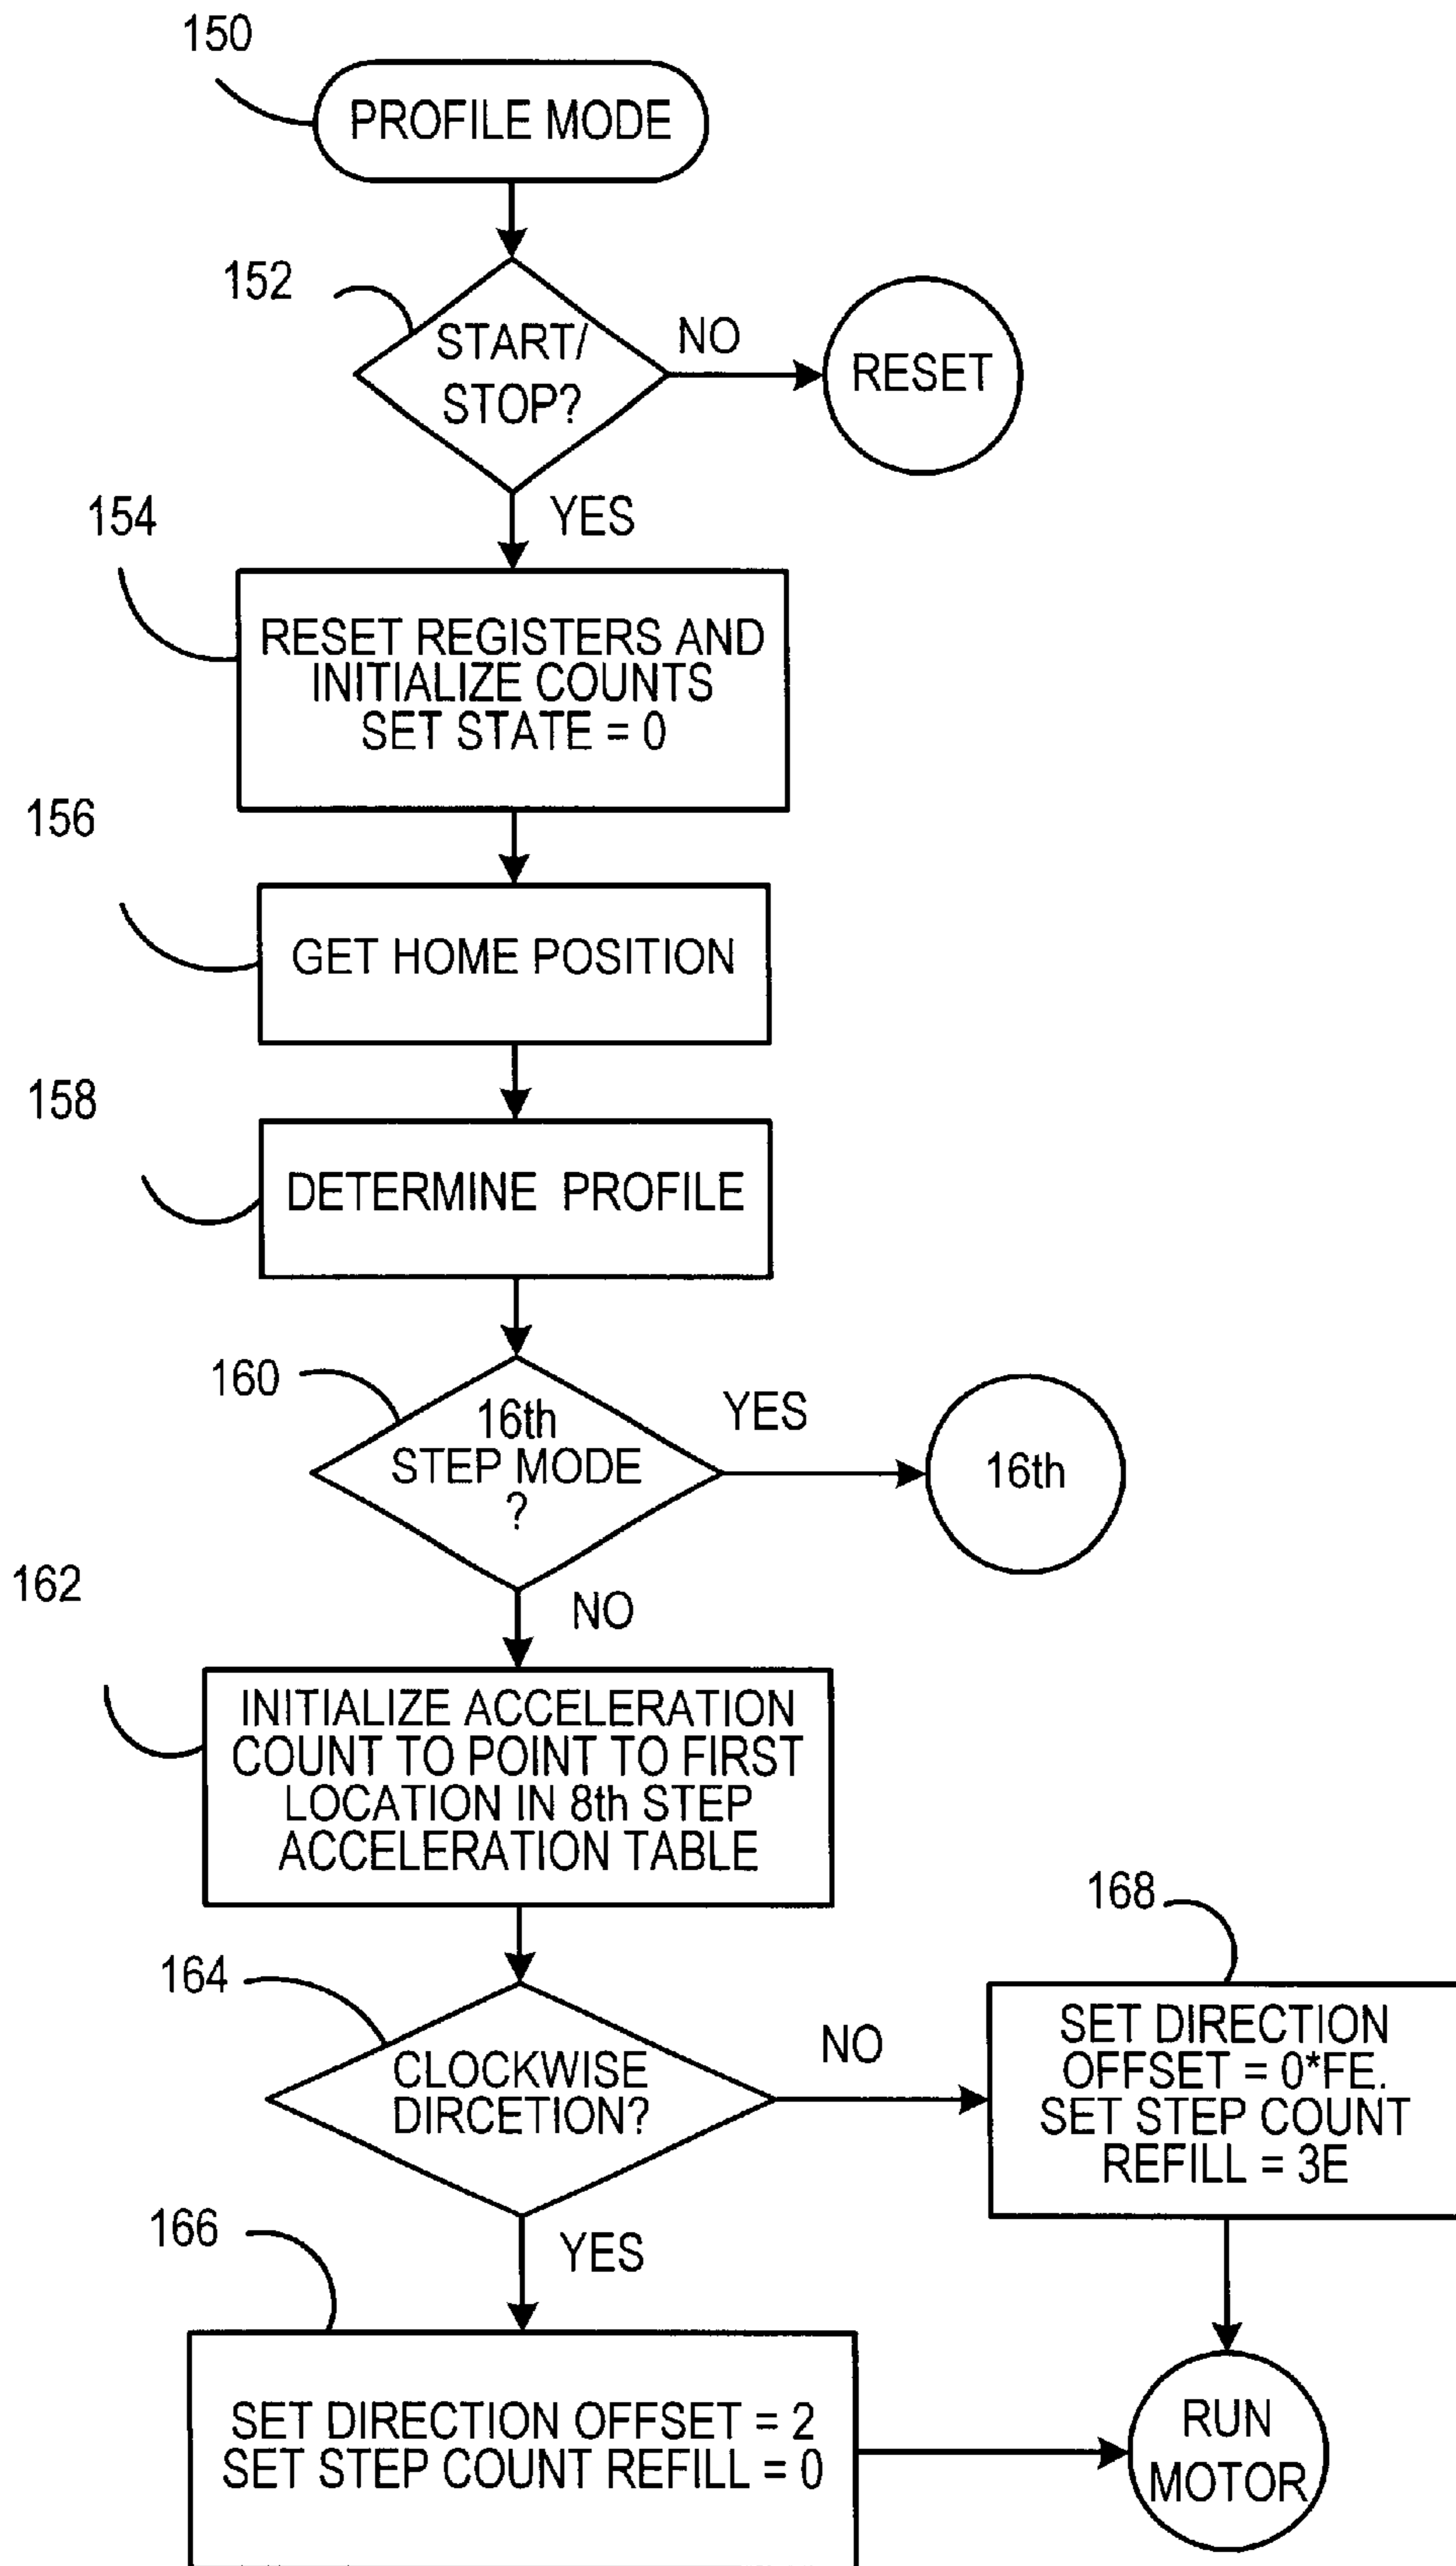 150
PROFILE MODE
152
START/
STOP?
NO
RESET
YES
154
RESET REGISTERS AND
INITIALIZE COUNTS
SET STATE = 0
156
GET HOME POSITION
158
DETERMINE PROFILE
160
16th
STEP MODE
?
YES
16th
NO
162
INITIALIZE ACCELERATION
COUNT TO POINT TO FIRST
LOCATION IN 8th STEP
ACCELERATION TABLE
164
CLOCKWISE
DIRCETION?
NO
168
SET DIRECTION
OFFSET = 0*FE.
SET STEP COUNT
REFILL = 3E
YES
166
SET DIRECTION OFFSET = 2
SET STEP COUNT REFILL = 0
RUN
MOTOR